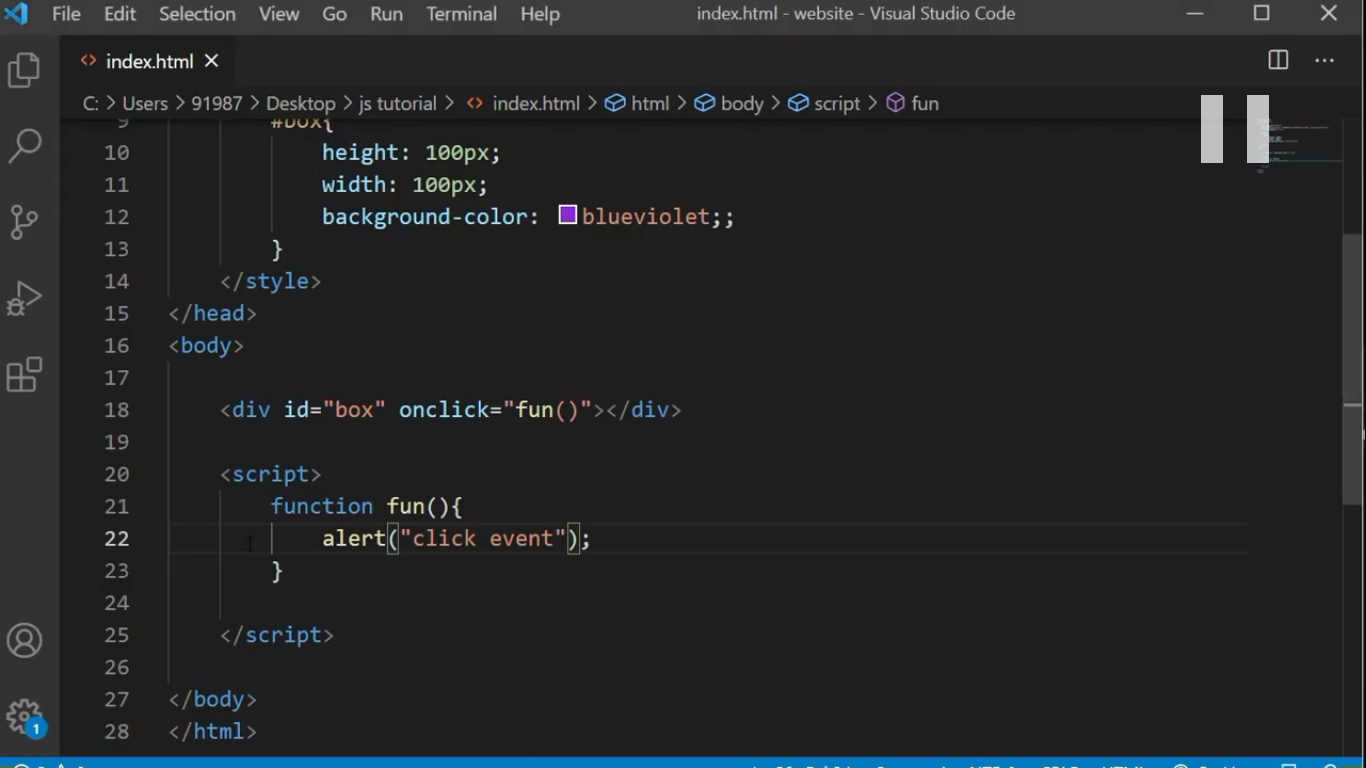 File Edit Selection View Go Run Terminal Help index.html - website - Visual Studio Code
index.html
C: > Users > 91987 > Desktop > js tutorial > index.html > html > body > script > fun
9 #box{
10 height: 100px;
11 width: 100px;
12 background-color: blueviolet;;
13 }
14 </style>
15 </head>
16 <body>
17
18 <div id="box" onclick="fun()"></div>
19
20 <script>
21 function fun(){
22 alert("click event");
23 }
24
25 </script>
26
27 </body>
28 </html>
1